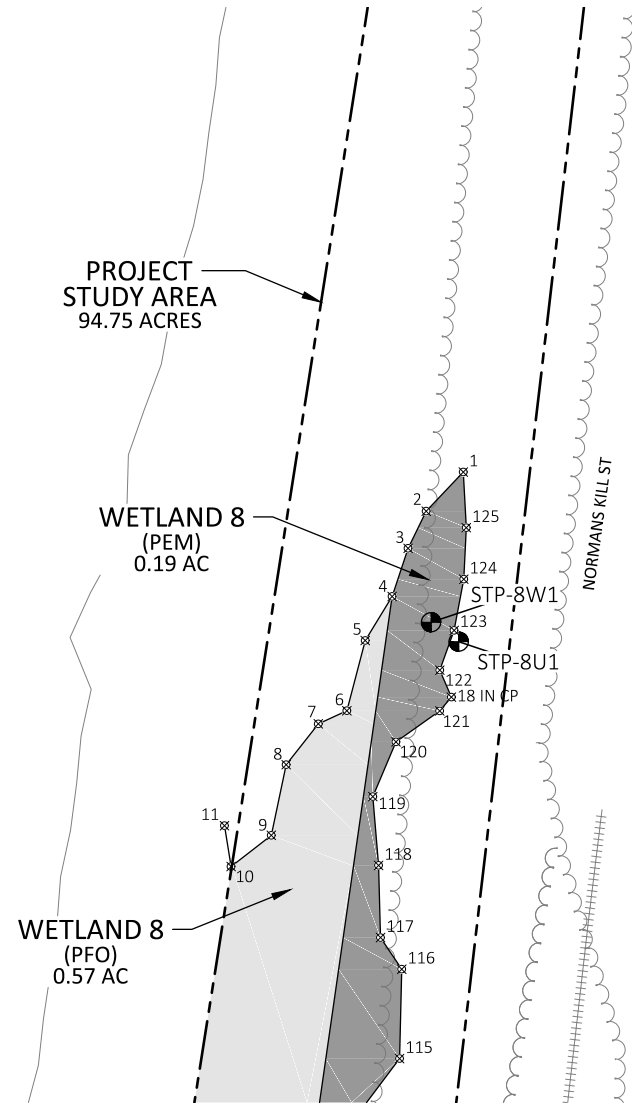 PROJECT
STUDY AREA
94.75 ACRES
NORMANS KILL ST
1
2
125
WETLAND 8
(PEM)
0.19 AC
3
124
4
STP-8W1
5
123
STP-8U1
122
6
18 IN CP
7
121
120
8
119
11
9
118
10
WETLAND 8
(PFO)
0.57 AC
117
116
115